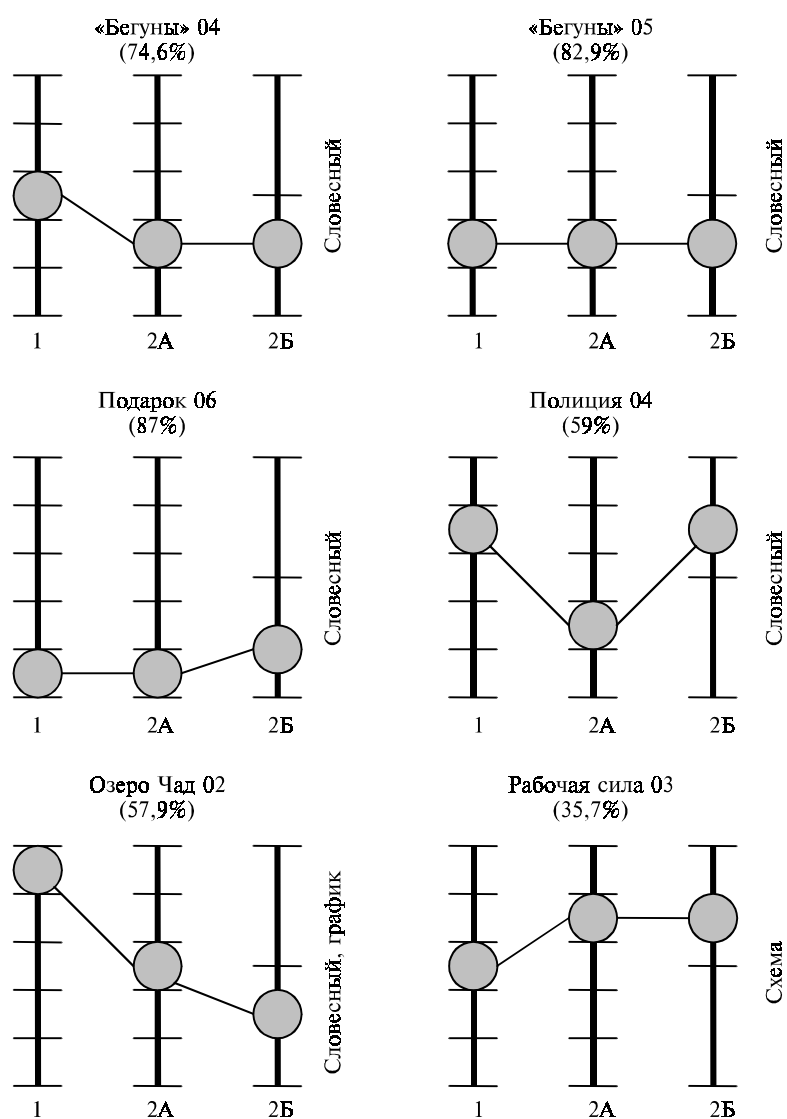 «Бегуны» 04
(74,6%)
Словесный
1 2А 2Б
«Бегуны» 05
(82,9%)
Словесный
1 2А 2Б
Подарок 06
(87%)
Словесный
1 2А 2Б
Полиция 04
(59%)
Словесный
1 2А 2Б
Озеро Чад 02
(57,9%)
Словесный, график
1 2А 2Б
Рабочая сила 03
(35,7%)
Схема
1 2А 2Б